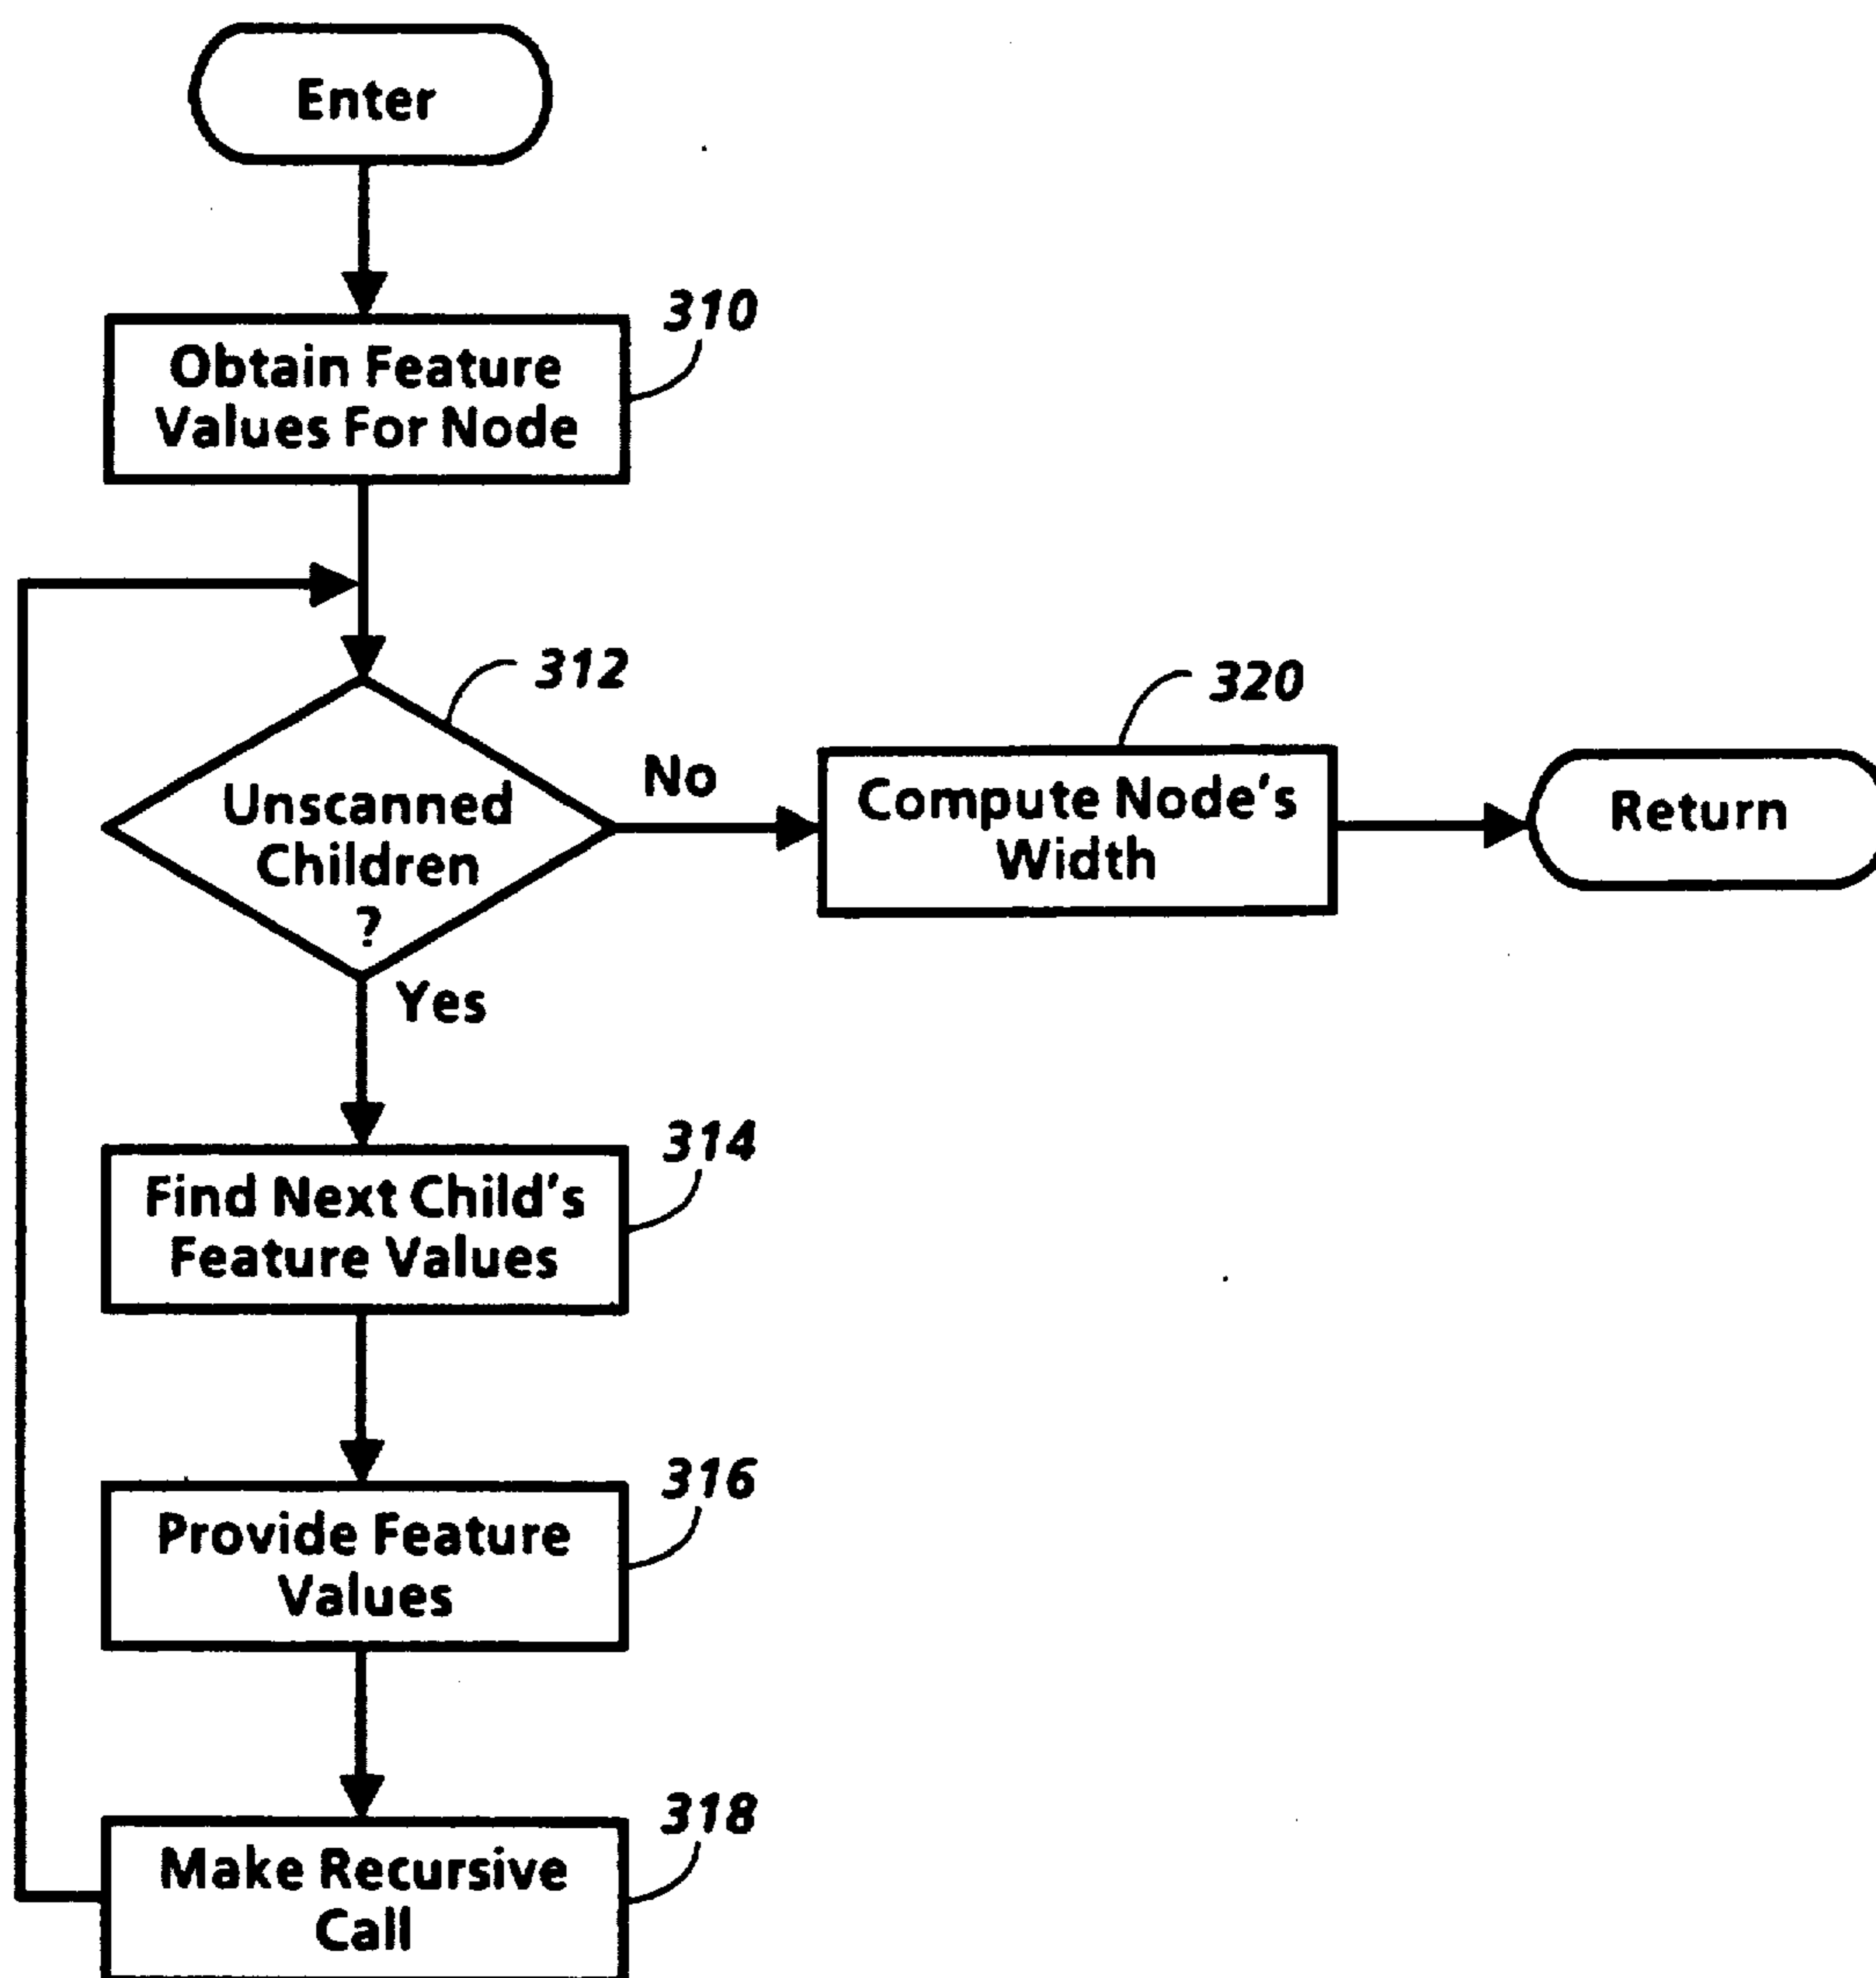 Enter
310
Obtain Feature
Values For Node
312
Unscanned
Children
?
No
320
Compute Node's
Width
Return
Yes
314
Find Next Child's
Feature Values
316
Provide Feature
Values
318
Make Recursive
Call